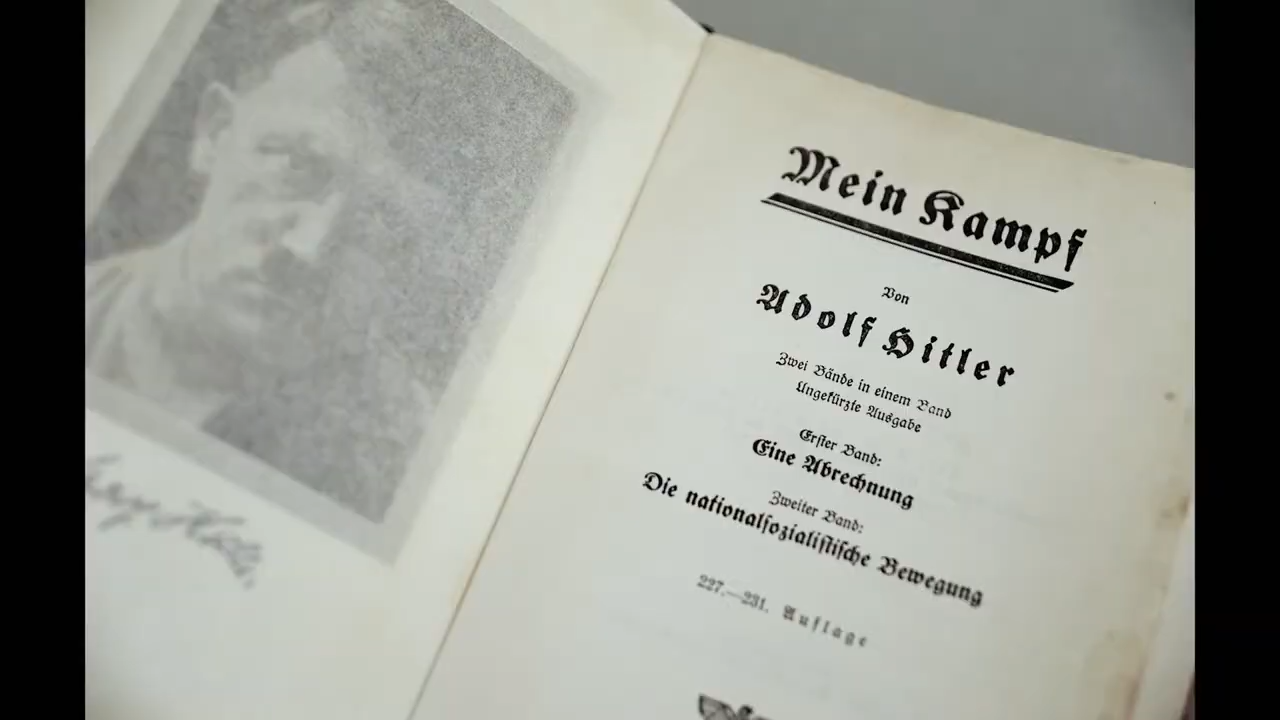 Mein Kampf
Von
Adolf Hitler
Zwei Bände in einem Band
Ungekürzte Ausgabe
Erster Band:
Eine Abrechnung
Zweiter Band:
Die nationalsozialistische Bewegung
227.—231. Auflage